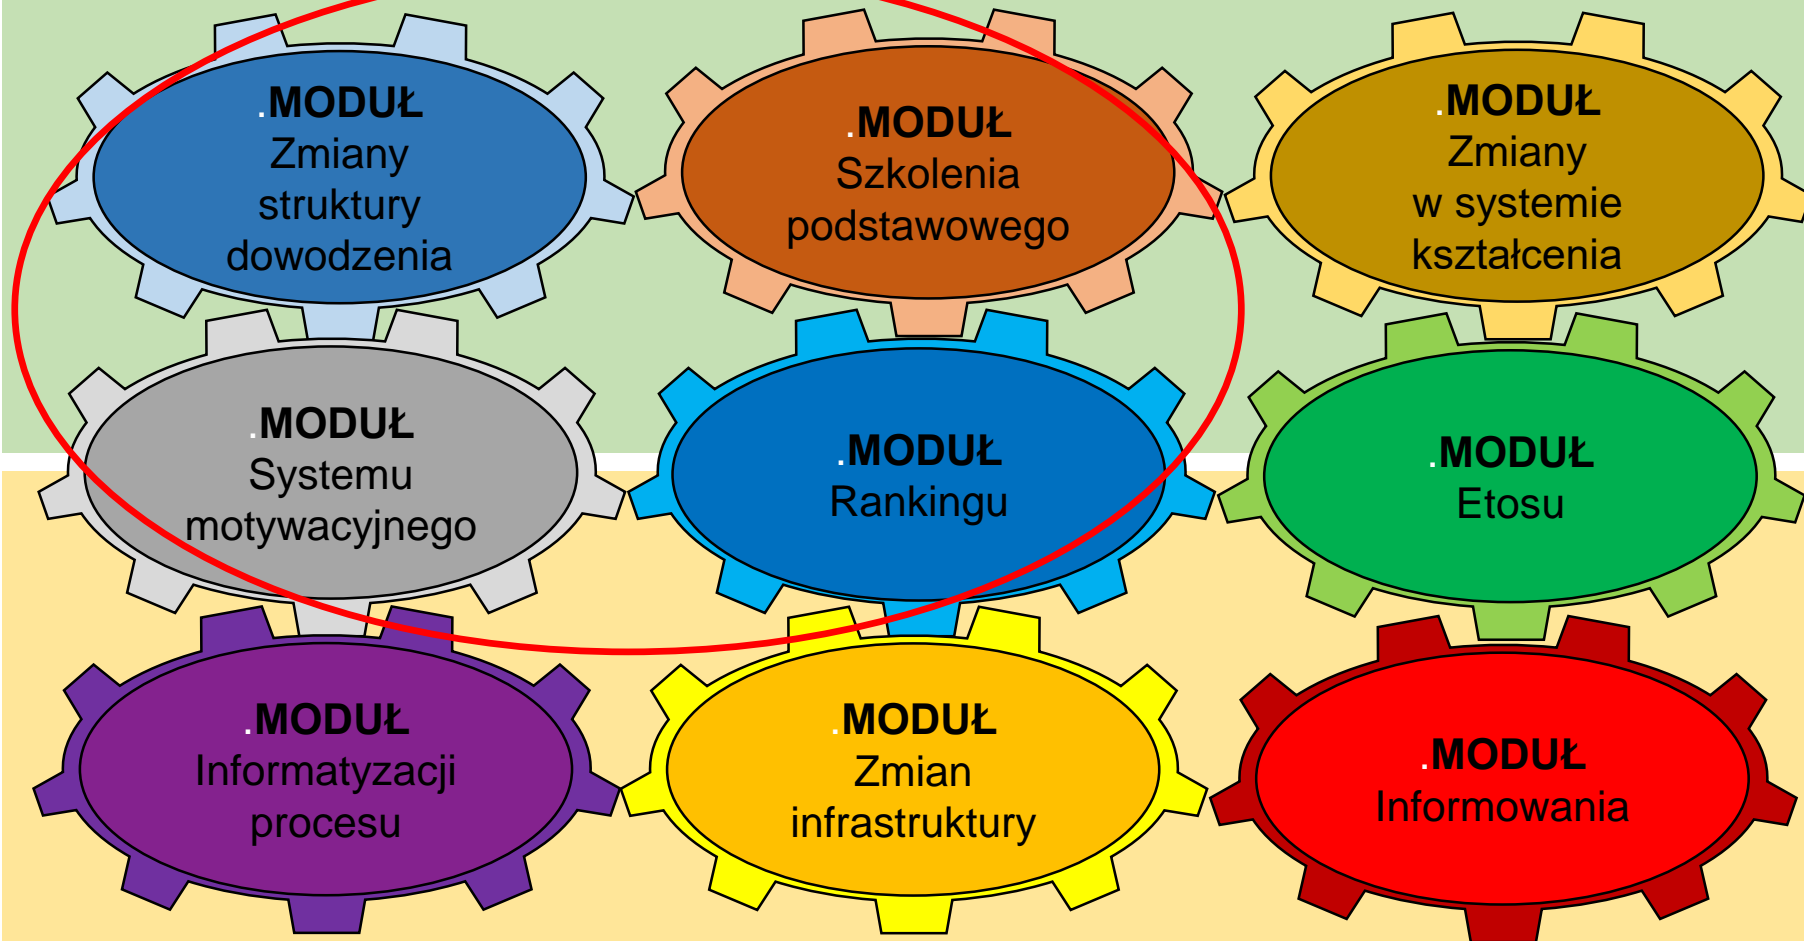 .MODUŁ
Zmiany
struktury
dowodzenia
.MODUŁ
Szkolenia
podstawowego
.MODUŁ
Zmiany
w systemie
kształcenia
.MODUŁ
Systemu
motywacyjnego
.MODUŁ
Rankingu
.MODUŁ
Etosu
.MODUŁ
Informatyzacji
procesu
.MODUŁ
Zmian
infrastruktury
.MODUŁ
Informowania